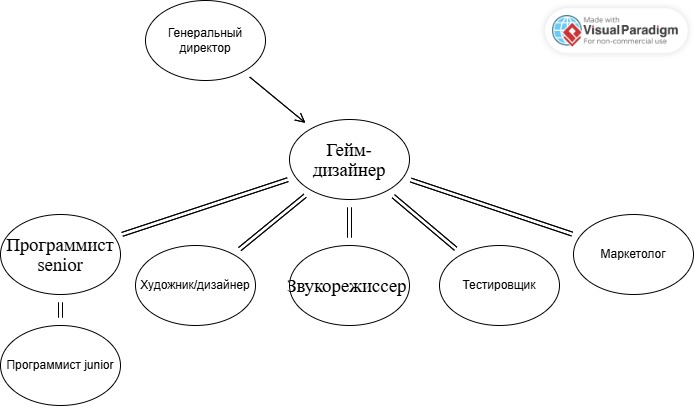 Генеральный
директор
Made with
Visual Paradigm
For non-commercial use
Гейм-
дизайнер
Программист
senior
Художник/дизайнер
Звукорежиссер
Тестировщик
Маркетолог
Программист junior